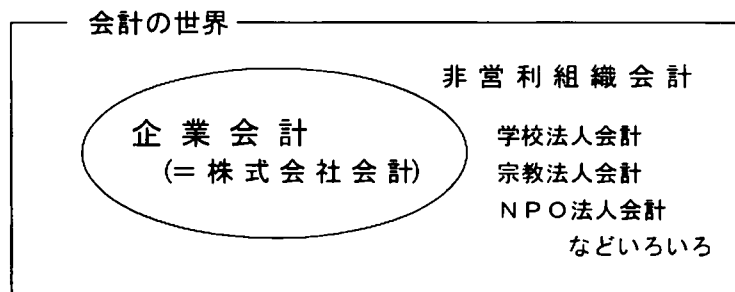 会計の世界
非営利組織会計
企業会計
(=株式会社会計)
学校法人会計
宗教法人会計
NPO法人会計
などいろいろ